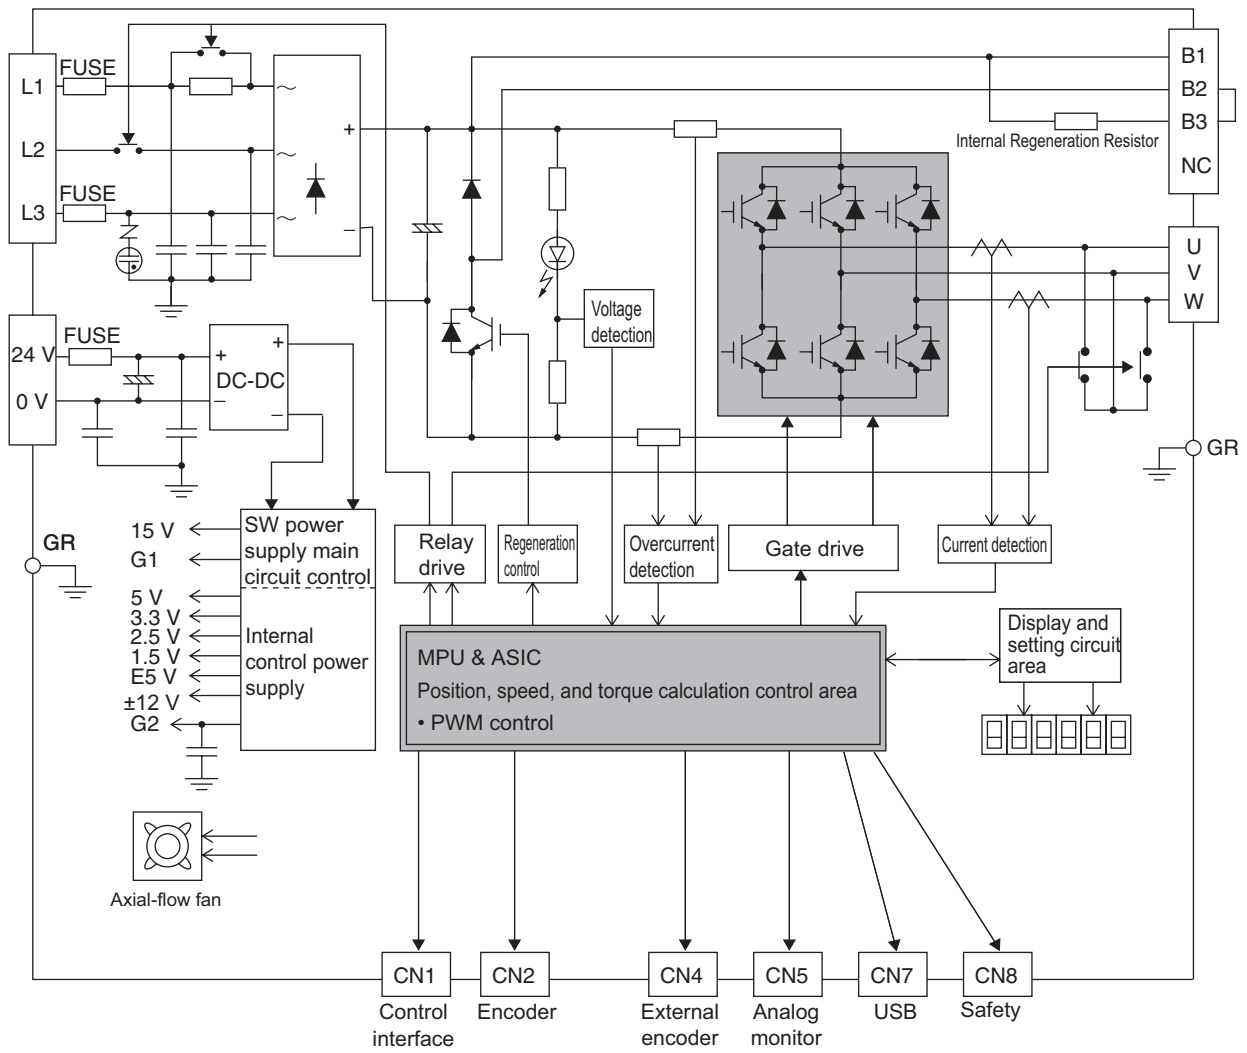 FUSE
L1
L2
FUSE
L3
+
−
B1
B2
B3
Internal Regeneration Resistor
NC
U
V
W
Voltage
detection
FUSE
24 V
0 V
+
+
DC-DC
−
−
GR
GR
SW power
supply main
circuit control
15 V
G1
5 V
3.3 V
2.5 V
1.5 V
E5 V
±12 V
G2
Internal
control power
supply
Relay
drive
Regeneration
control
Overcurrent
detection
Gate drive
Current detection
MPU & ASIC
Position, speed, and torque calculation control area
• PWM control
Display and
setting circuit
area
Axial-flow fan
CN1
CN2
CN4
CN5
CN7
CN8
Control
interface
Encoder
External
encoder
Analog
monitor
USB
Safety